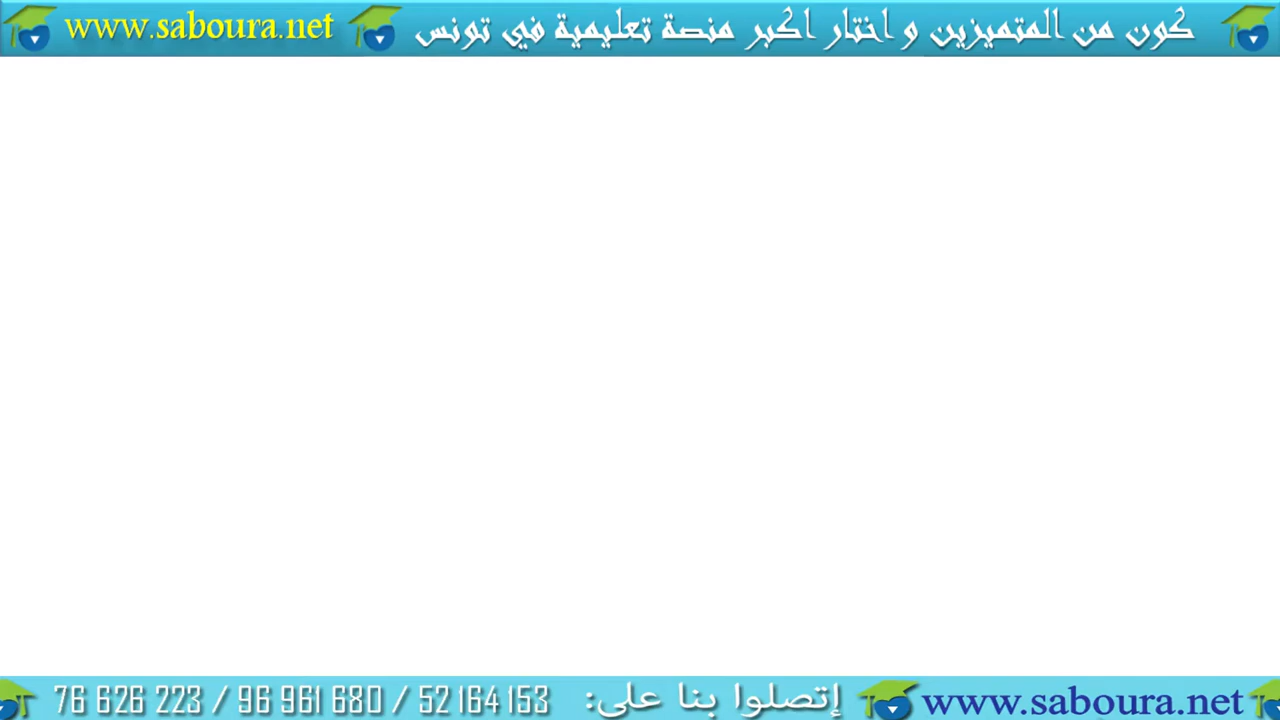 كون من المتميزين و اختار اكبر منصة تعليمية في تونس www.saboura.net
إتصلوا بنا على: 76 626 223 / 96 961 680 / 52 164 153 www.saboura.net